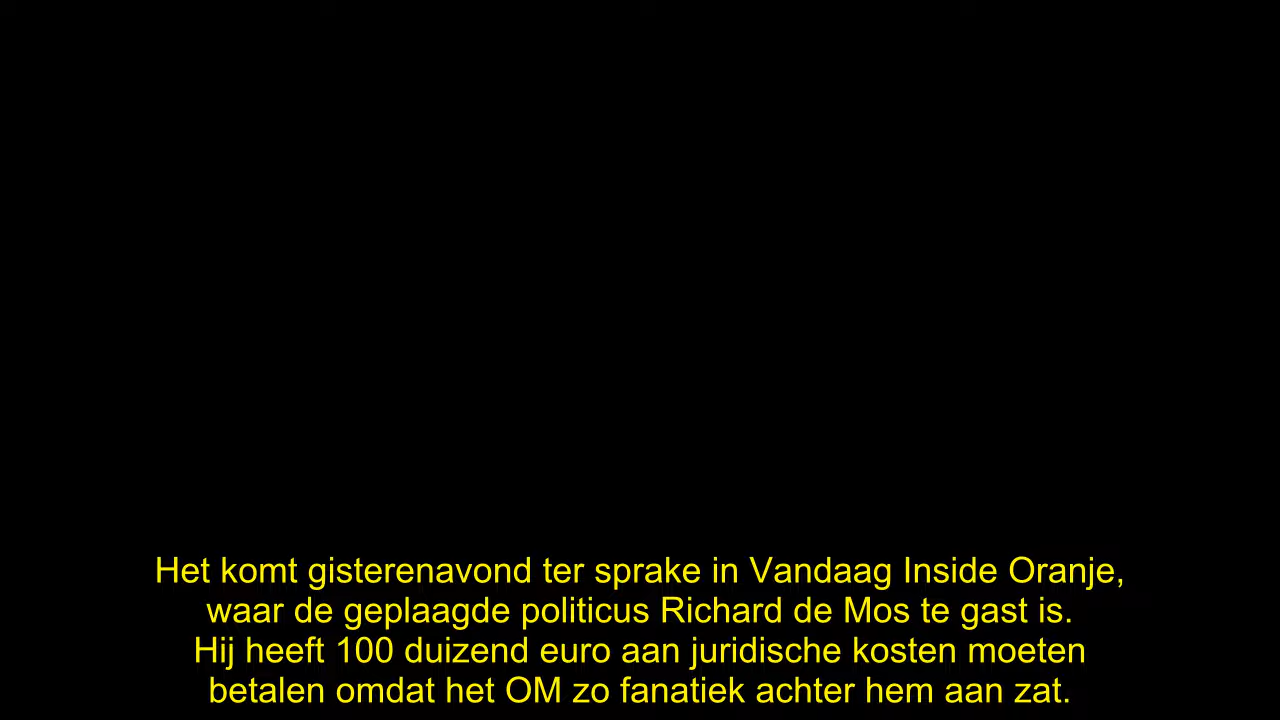 Het komt gisterenavond ter sprake in Vandaag Inside Oranje,
waar de geplaagde politicus Richard de Mos te gast is.
Hij heeft 100 duizend euro aan juridische kosten moeten
betalen omdat het OM zo fanatiek achter hem aan zat.